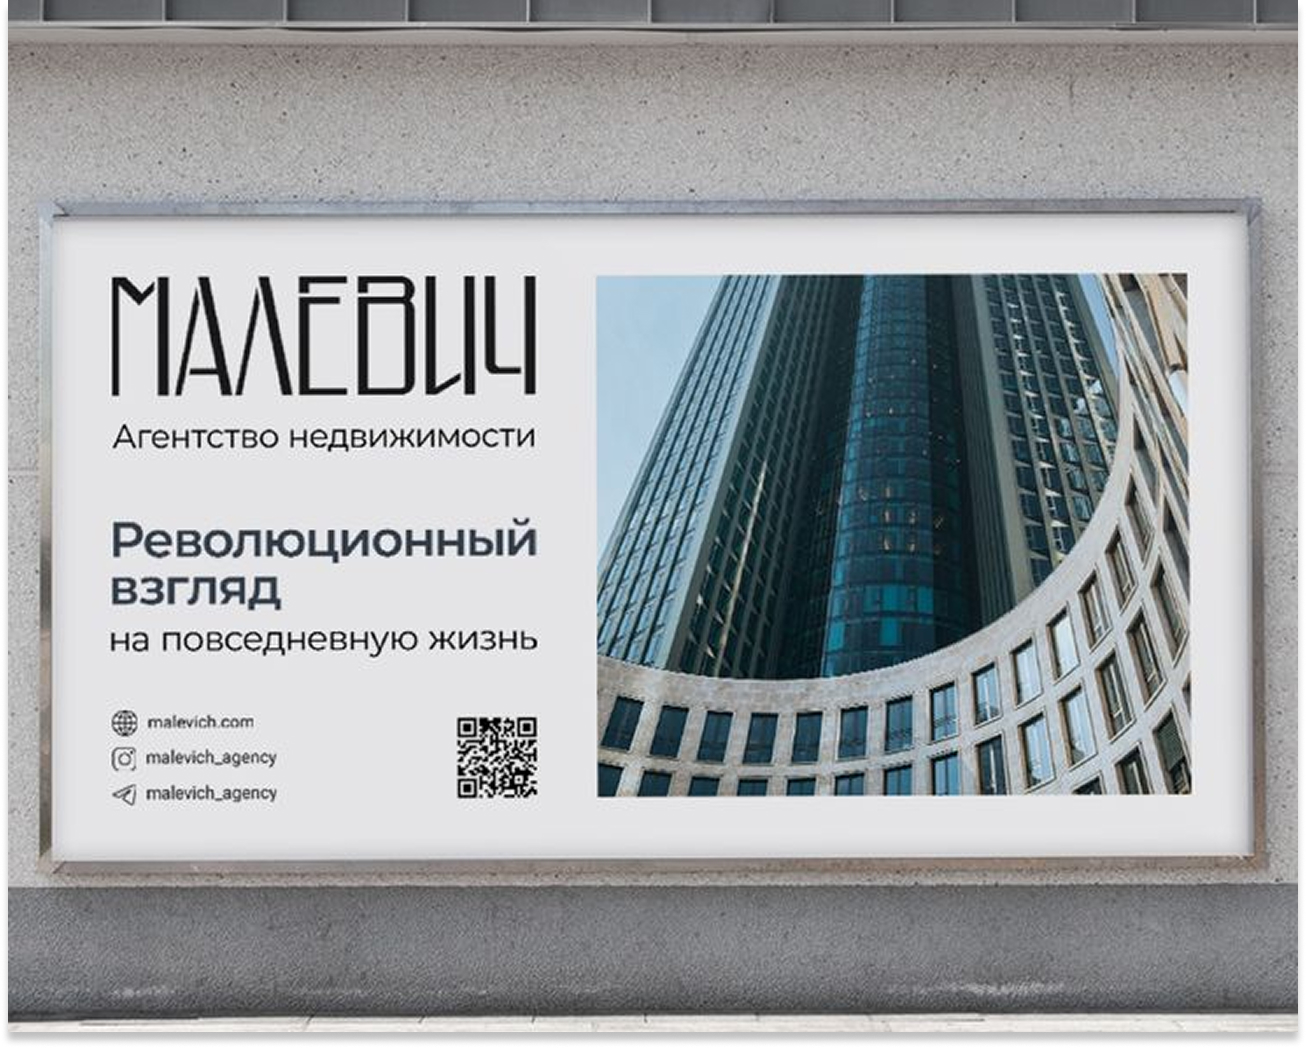 МАЛЕВИЧ
Агентство недвижимости
Революционный
взгляд
на повседневную жизнь
malevich.com
malevich_agency
malevich_agency